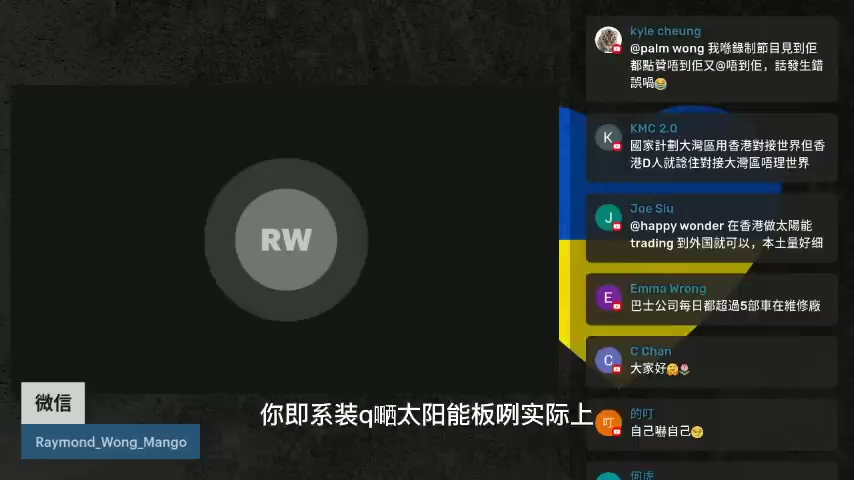 RW
微信
Raymond_Wong_Mango
你即系装q嗮太阳能板咧实际上
kyle cheung
@palm wong 我喺錄制節目見到佢
都點贊唔到佢又@唔到佢，話發生錯
誤喎😂
K
KMC 2.0
國家計劃大灣區用香港對接世界但香
港D人就諗住對接大灣區唔理世界
J
Joe Siu
@happy wonder 在香港做太陽能
trading 到外围就可以，本土量好细
E
Emma Wrong
巴士公司每日都超過5部車在維修廠
C
C Chan
大家好🤗🌷
叮
的叮
自己嚇自己🥺